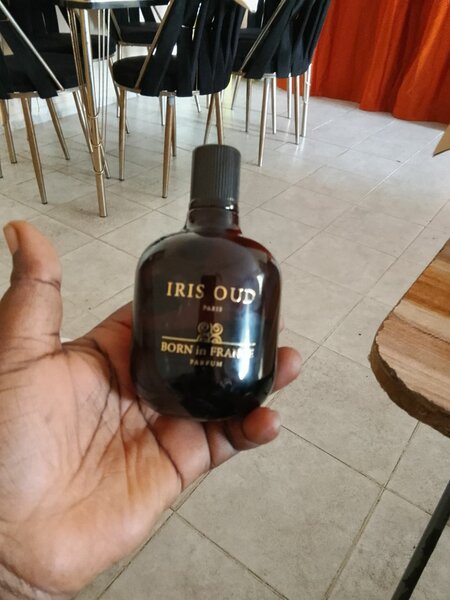 IRIS OUD
PARIS
BORN in FRANCE
PARFUM